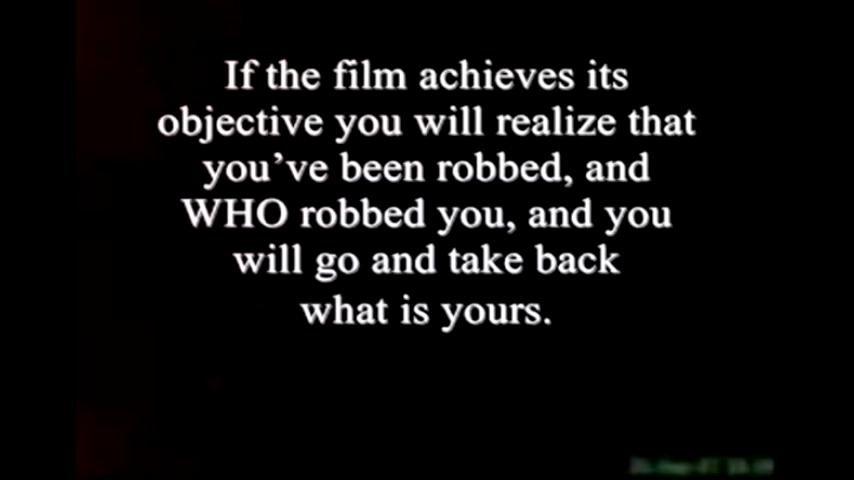 If the film achieves its
objective you will realize that
you've been robbed, and
WHO robbed you, and you
will go and take back
what is yours.